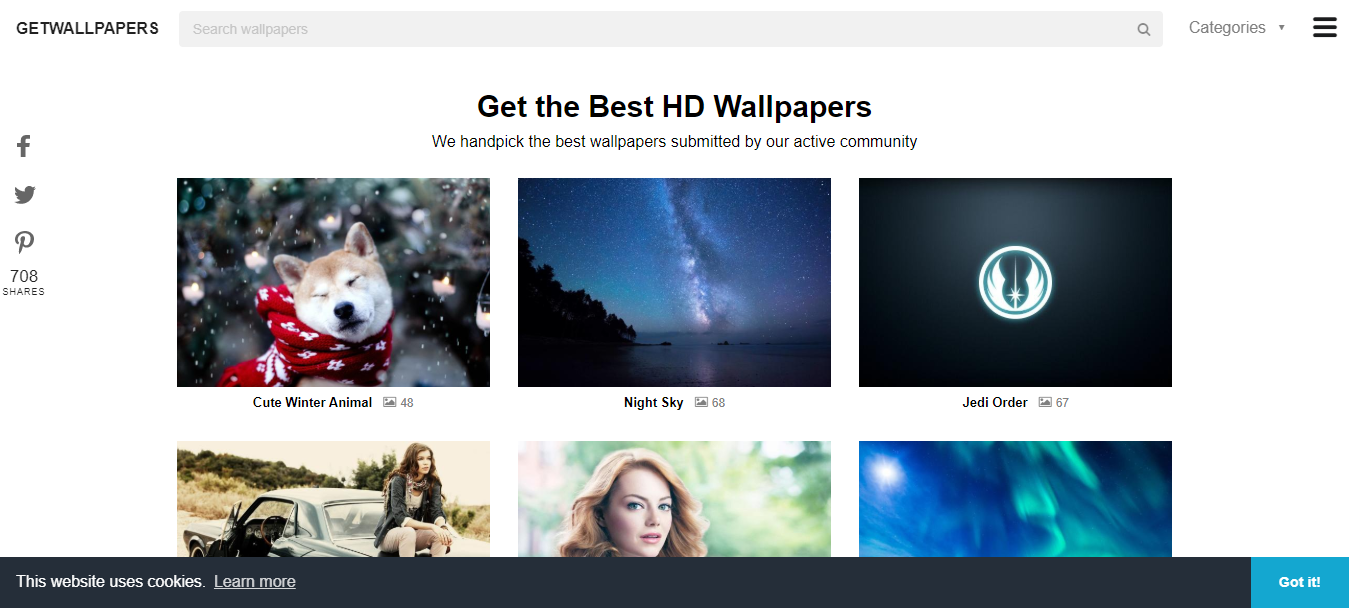 GETWALLPAPERS
Search wallpapers
Categories
Get the Best HD Wallpapers
We handpick the best wallpapers submitted by our active community
708
SHARES
Cute Winter Animal 48
Night Sky 68
Jedi Order 67
This website uses cookies. Learn more
Got it!